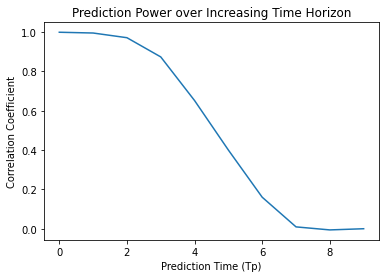 Prediction Power over Increasing Time Horizon
1.0
0.8
0.6
0.4
0.2
0.0
Correlation Coefficient
0 2 4 6 8
Prediction Time (Tp)